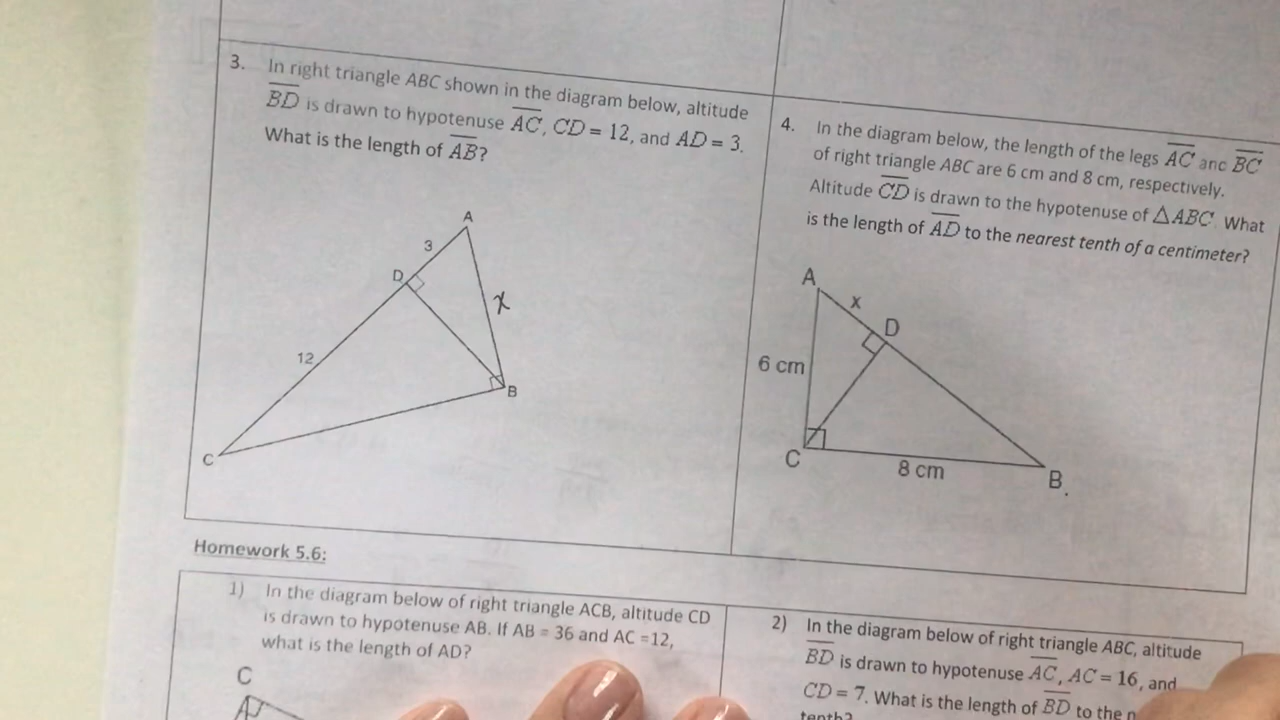 3. In right triangle ABC shown in the diagram below, altitude
BD is drawn to hypotenuse AC, CD = 12, and AD = 3.
What is the length of AB?
A
3
D
x
12
B
C
4. In the diagram below, the length of the legs AC and BC
of right triangle ABC are 6 cm and 8 cm, respectively.
Altitude CD is drawn to the hypotenuse of △ABC. What
is the length of AD to the nearest tenth of a centimeter?
A
x
D
6 cm
C
8 cm
B.
Homework 5.6:
1) In the diagram below of right triangle ACB, altitude CD
is drawn to hypotenuse AB. If AB = 36 and AC =12,
what is the length of AD?
C
2) In the diagram below of right triangle ABC, altitude
BD is drawn to hypotenuse AC, AC = 16, and
CD = 7. What is the length of BD to the
tenth?